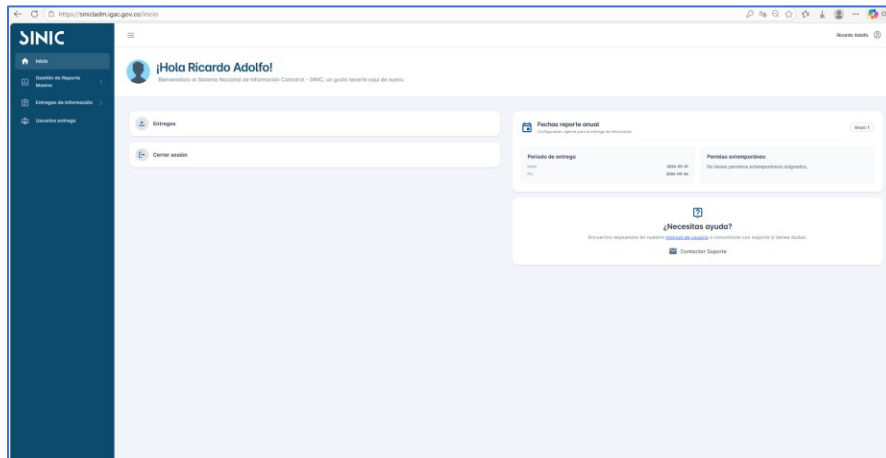 https://sinicladm.igac.gov.co/inicio
SINIC
Ricardo Adolfo
Inicio
Gestión de Reporte
Masivo
Entregas de Información
Usuarios entrega
¡Hola Ricardo Adolfo!
Bienvenido/a al Sistema Nacional de Información Catastral - SINIC, un gusto tenerte aquí de nuevo.
Entregas
Cerrar sesión
Fechas reporte anual
Configuración vigente para la entrega de información.
Grupo 1
Periodo de entrega
Inicio
Fin
Permiso extemporáneo
No tienes permisos extemporáneos asignados.
¿Necesitas ayuda?
Encuentra respuestas en nuestro manual de usuario o comunícate con soporte si tienes dudas.
Contactar Soporte